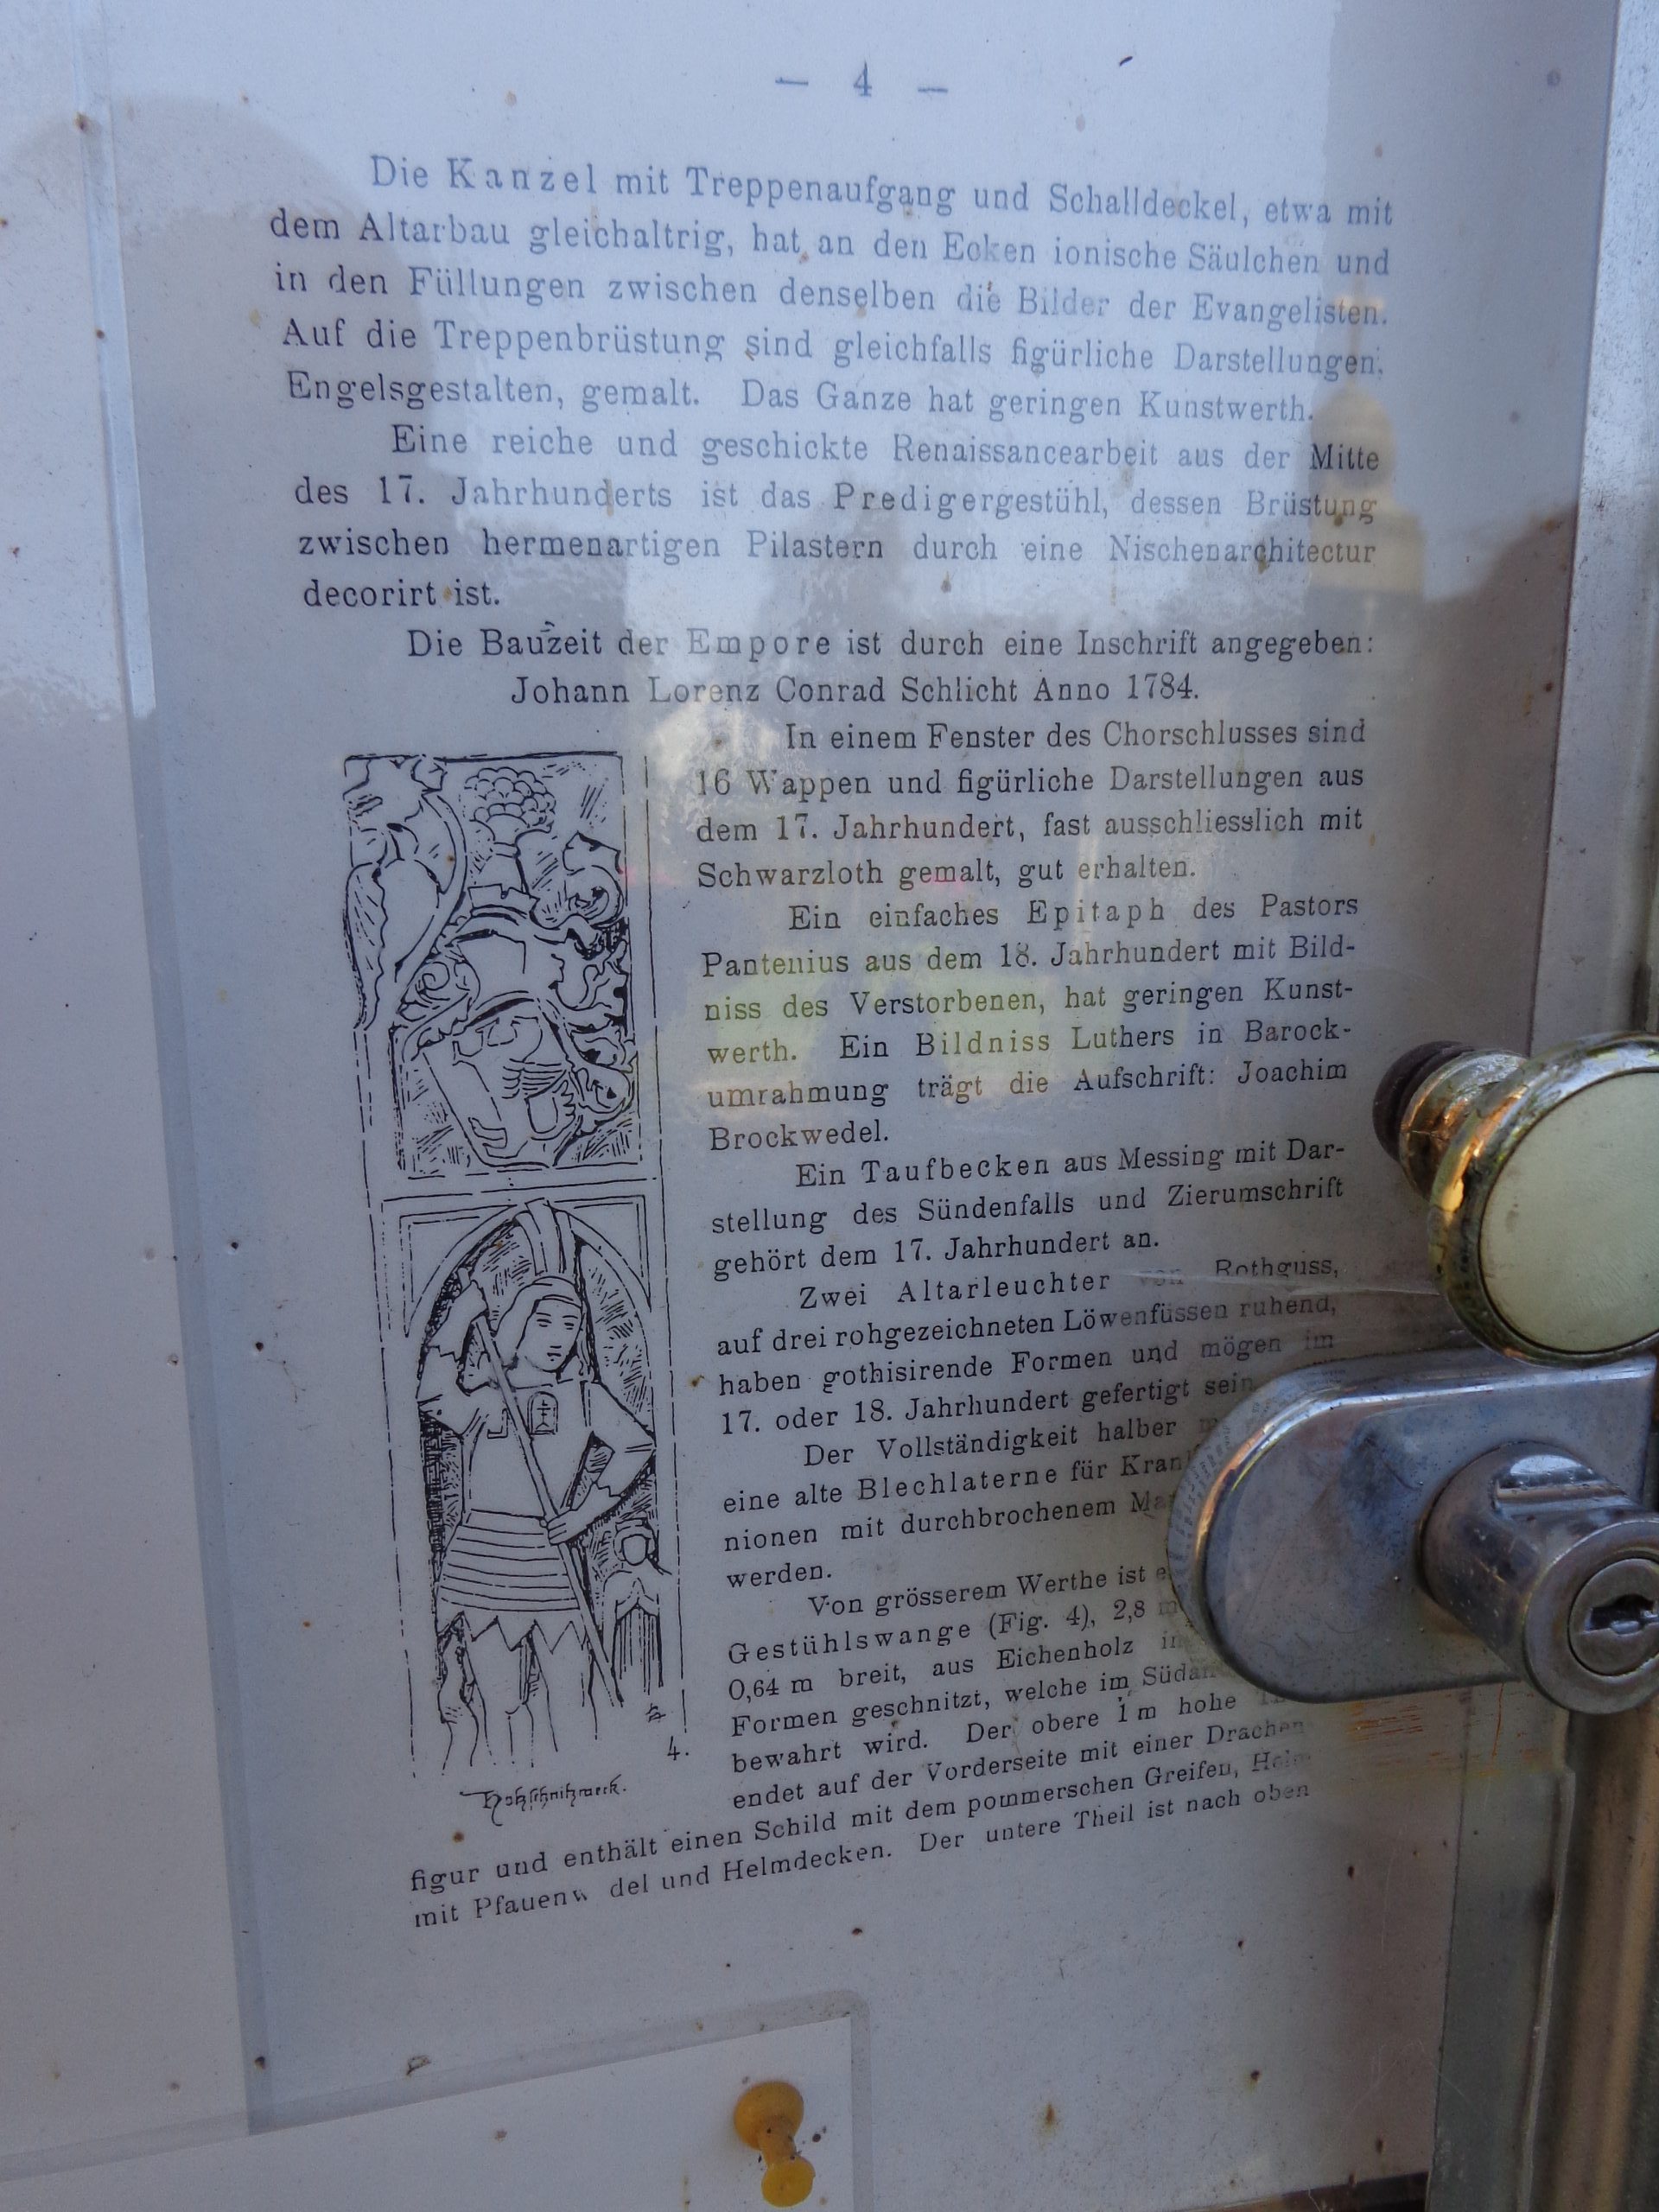 — 4 —
Die Kanzel mit Treppenaufgang und Schalldeckel, etwa mit
dem Altarbau gleichaltrig, hat an den Ecken ionische Säulchen und
in den Füllungen zwischen denselben die Bilder der Evangelisten.
Auf die Treppenbrüstung sind gleichfalls figürliche Darstellungen,
Engelsgestalten, gemalt. Das Ganze hat geringen Kunstwerth.
Eine reiche und geschickte Renaissancearbeit aus der Mitte
des 17. Jahrhunderts ist das Predigergestühl, dessen Brüstung
zwischen hermenartigen Pilastern durch eine Nischenarchitectur
decorirt ist.
Die Bauzeit der Empore ist durch eine Inschrift angegeben:
Johann Lorenz Conrad Schlicht Anno 1784.
In einem Fenster des Chorschlusses sind
16 Wappen und figürliche Darstellungen aus
dem 17. Jahrhundert, fast ausschliesslich mit
Schwarzloth gemalt, gut erhalten.
Ein einfaches Epitaph des Pastors
Pantenius aus dem 18. Jahrhundert mit Bild-
niss des Verstorbenen, hat geringen Kunst-
werth. Ein Bildniss Luthers in Barock-
umrahmung trägt die Aufschrift: Joachim
Brockwedel.
Ein Taufbecken aus Messing mit Dar-
stellung des Sündenfalls und Zierumschrift
gehört dem 17. Jahrhundert an.
Zwei Altarleuchter von Rothguss,
auf drei rohgezeichneten Löwenfüssen ruhend,
haben gothisirende Formen und mögen im
17. oder 18. Jahrhundert gefertigt sein
Der Vollständigkeit halber
eine alte Blechlaterne für
nionen mit durchbrochenem
werden.
Von grösserem Werthe ist
Gestühlswange (Fig. 4), 2,8 m
0,64 m breit, aus Eichenholz in
Formen geschnitzt, welche im
bewahrt wird. Der obere 1 m hohe
endet auf der Vorderseite mit einer Drachen
figur und enthält einen Schild mit dem pommerschen Greifen,
mit del und Helmdecken. Der untere Theil ist nach oben
4.
Holzschnitzwerk.